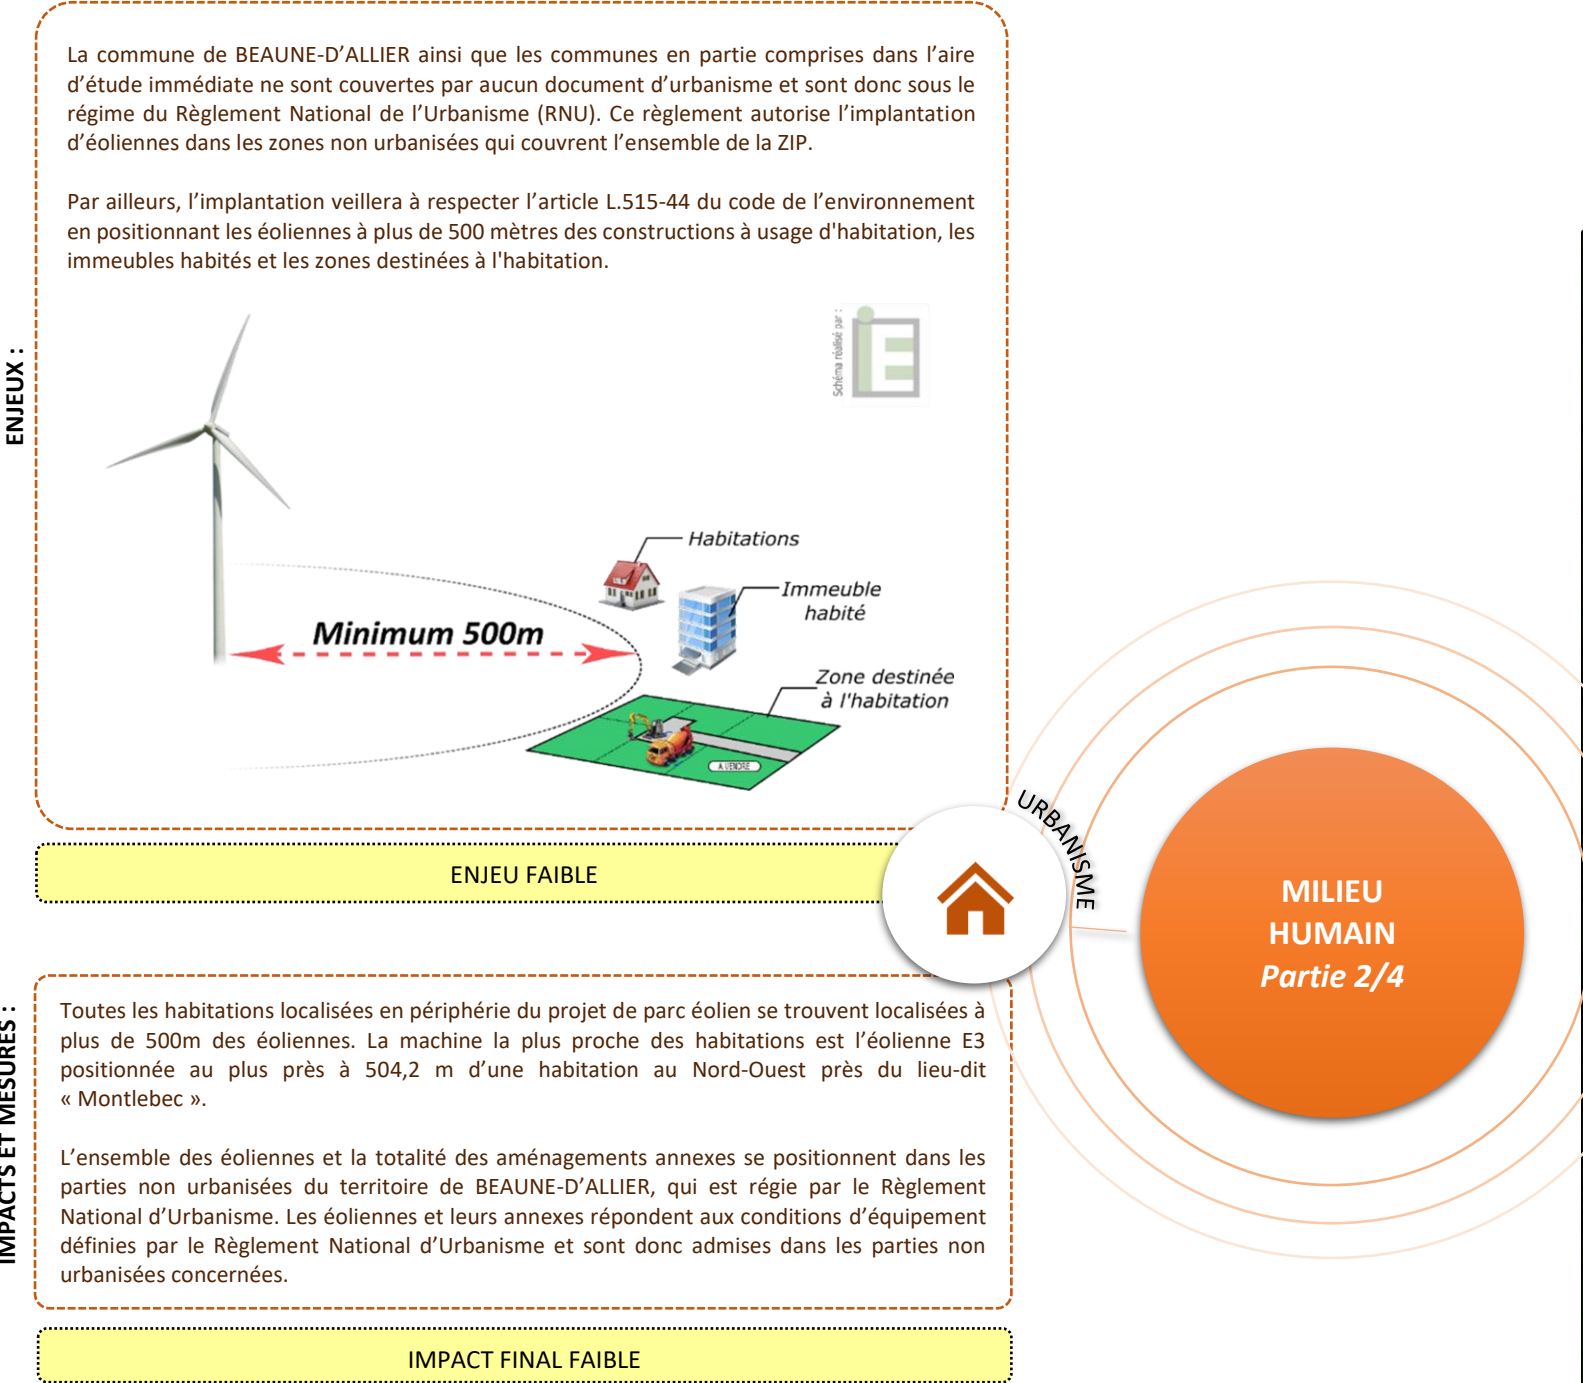 ENJEUX :
La commune de BEAUNE-D’ALLIER ainsi que les communes en partie comprises dans l’aire
d’étude immédiate ne sont couvertes par aucun document d’urbanisme et sont donc sous le
régime du Règlement National de l’Urbanisme (RNU). Ce règlement autorise l’implantation
d’éoliennes dans les zones non urbanisées qui couvrent l’ensemble de la ZIP.
Par ailleurs, l’implantation veillera à respecter l’article L.515-44 du code de l’environnement
en positionnant les éoliennes à plus de 500 mètres des constructions à usage d'habitation, les
immeubles habités et les zones destinées à l'habitation.
Schéma réalisé par :
iE
Habitations
Immeuble
habité
Minimum 500m
Zone destinée
à l'habitation
A VENDRE
ENJEU FAIBLE
URBANISME
MILIEU
HUMAIN
Partie 2/4
IMPACTS ET MESURES :
Toutes les habitations localisées en périphérie du projet de parc éolien se trouvent localisées à
plus de 500m des éoliennes. La machine la plus proche des habitations est l’éolienne E3
positionnée au plus près à 504,2 m d’une habitation au Nord-Ouest près du lieu-dit
« Montlebec ».
L’ensemble des éoliennes et la totalité des aménagements annexes se positionnent dans les
parties non urbanisées du territoire de BEAUNE-D’ALLIER, qui est régie par le Règlement
National d’Urbanisme. Les éoliennes et leurs annexes répondent aux conditions d’équipement
définies par le Règlement National d’Urbanisme et sont donc admises dans les parties non
urbanisées concernées.
IMPACT FINAL FAIBLE